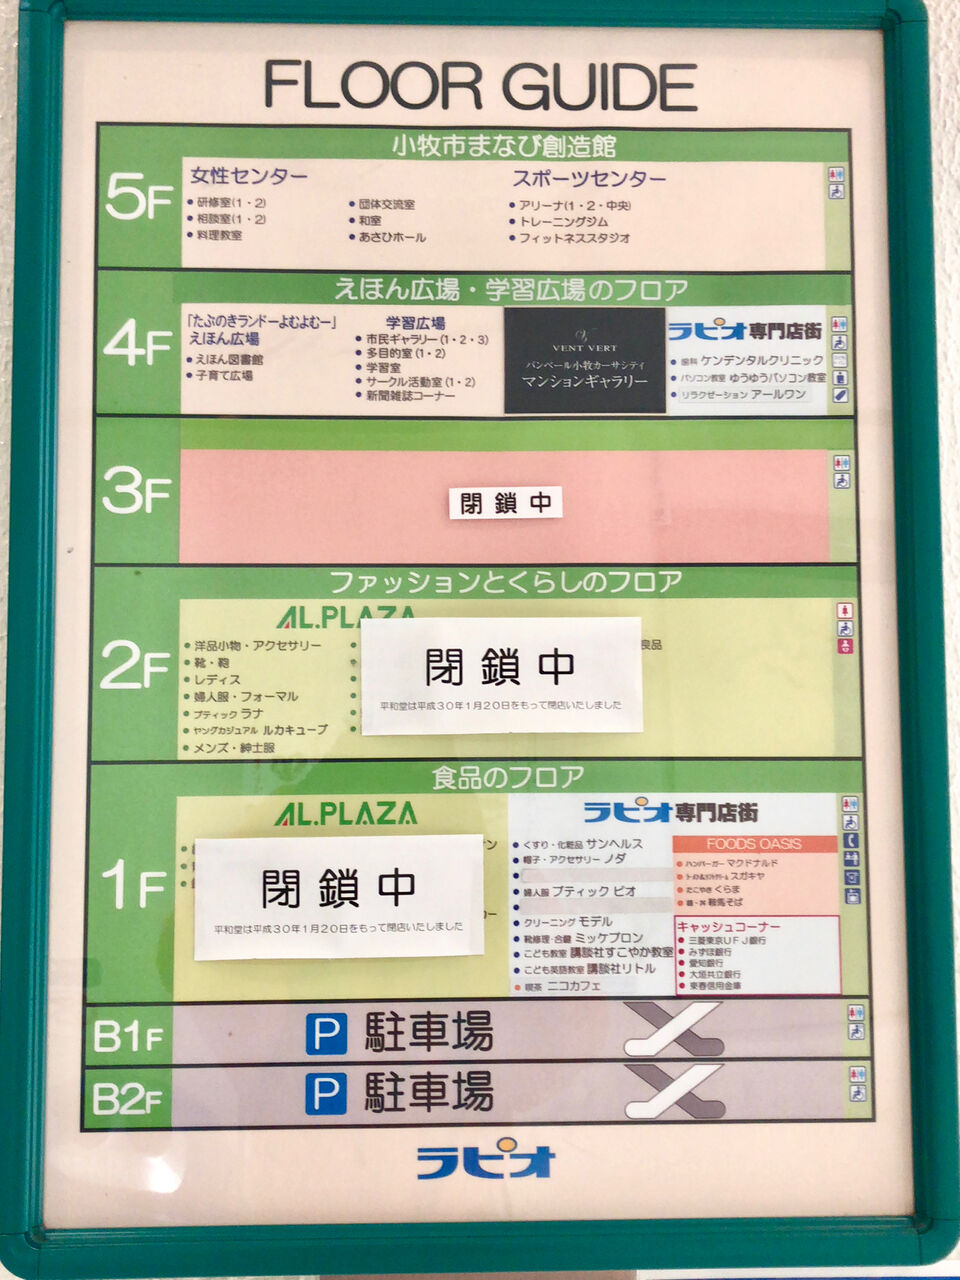 FLOOR GUIDE
小牧市まなび創造館
5F
女性センター
・研修室(1・2)
・相談室(1・2)
・料理教室
・団体交流室
・和室
・あさひホール
スポーツセンター
・アリーナ(1・2・中央)
・トレーニングジム
・フィットネススタジオ
えほん広場・学習広場のフロア
4F
「たぶのきランドーよむよむー」
えほん広場
・えほん図書館
・子育て広場
学習広場
・市民ギャラリー(1・2・3)
・多目的室(1・2)
・学習室
・サークル活動室(1・2)
・新聞雑誌コーナー
VENT VERT
バンベール小牧カーサシティ
マンションギャラリー
ラピオ専門店街
・歯科 ケンデンタルクリニック
・パソコン教室 ゆうゆうパソコン教室
・リラクゼーション アールワン
3F
閉鎖中
ファッションとくらしのフロア
2F
AL.PLAZA
・洋品小物・アクセサリー
・靴・鞄
・レディス
・婦人服・フォーマル
・ブティック ラナ
・ヤングカジュアル ルカキューブ
・メンズ・紳士服
良品
閉鎖中
平和堂は平成30年1月20日をもって閉店いたしました
食品のフロア
1F
AL.PLAZA
閉鎖中
平和堂は平成30年1月20日をもって閉店いたしました
ラピオ専門店街
・くすり・化粧品 サンヘルス
・帽子・アクセサリー ノダ
・婦人服 ブティック ピオ
・クリーニング モデル
・靴修理・合鍵 ミッケプロン
・こども教室 講談社すこやか教室
・こども英語教室 講談社リトル
・喫茶 ニコカフェ
FOODS OASIS
・ハンバーガー マクドナルド
・ラーメン&ソフトクリーム スガキヤ
・たこやき くらま
・麺・丼 鞍馬そば
キャッシュコーナー
・三菱東京UFJ銀行
・みずほ銀行
・愛知銀行
・大垣共立銀行
・東春信用金庫
B1F
P 駐車場
B2F
P 駐車場
ラピオ